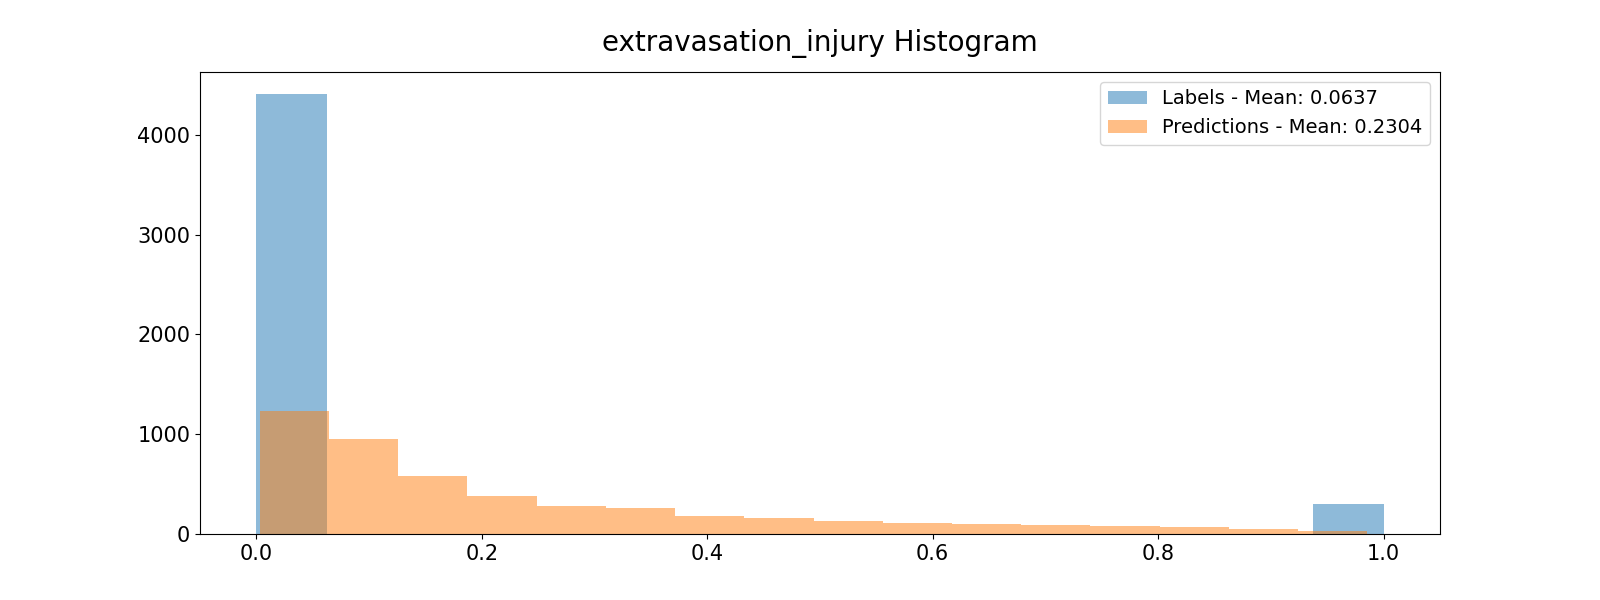 extravasation_injury Histogram
Labels - Mean: 0.0637
Predictions - Mean: 0.2304
4000
3000
2000
1000
0
0.0 0.2 0.4 0.6 0.8 1.0